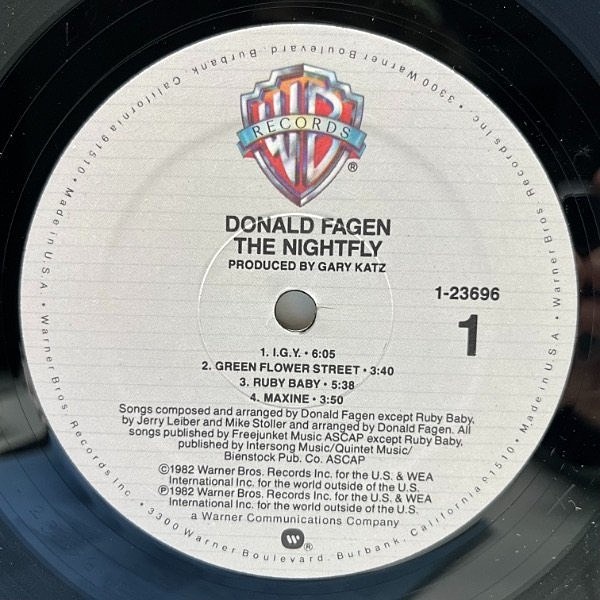 3300 Warner Boulevard, Burbank, California 91510 • Made in U.S.A. • Warner Bros. Records Inc. • 3300 Warner Boulevard, Burbank, California 91510 • Made in U.S.A. • Warner Bros. Records Inc. •
WB
RECORDS
®
DONALD FAGEN
THE NIGHTFLY
PRODUCED BY GARY KATZ
1-23696
1
1. I.G.Y. • 6:05
2. GREEN FLOWER STREET • 3:40
3. RUBY BABY • 5:38
4. MAXINE • 3:50
Songs composed and arranged by Donald Fagen except Ruby Baby,
by Jerry Leiber and Mike Stoller and arranged by Donald Fagen. All
songs published by Freejunket Music ASCAP except Ruby Baby,
published by Intersong Music/Quintet Music/
Bienstock Pub. Co. ASCAP
©1982 Warner Bros. Records Inc. for the U.S. & WEA
International Inc. for the world outside of the U.S.
℗1982 Warner Bros. Records Inc. for the U.S. & WEA
International Inc. for the world outside of the U.S.
a Warner Communications Company
®